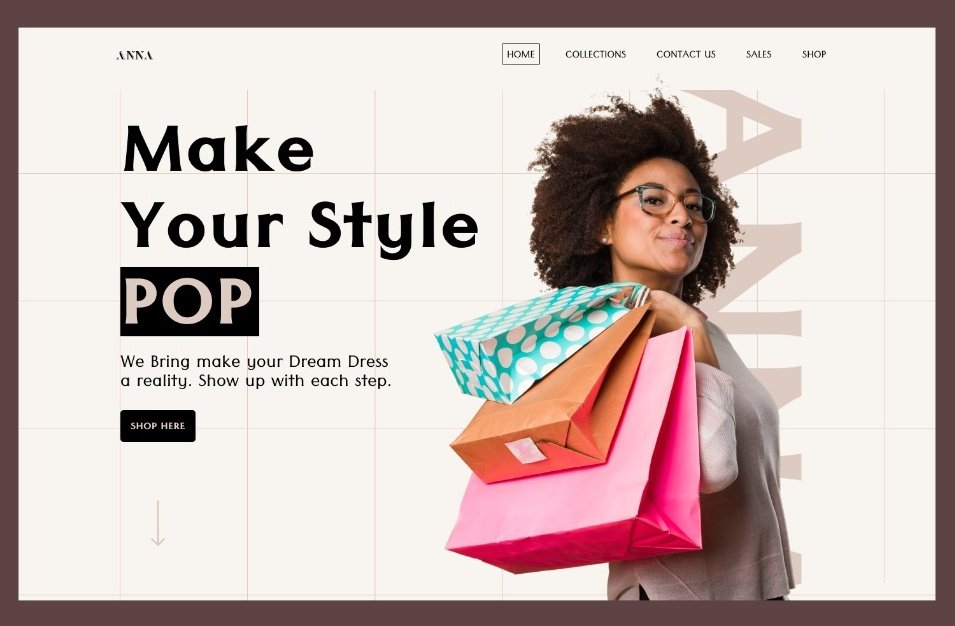 ANNA
HOME COLLECTIONS CONTACT US SALES SHOP
Make
Your Style
POP
We Bring make your Dream Dress
a reality. Show up with each step.
SHOP HERE
ANNA